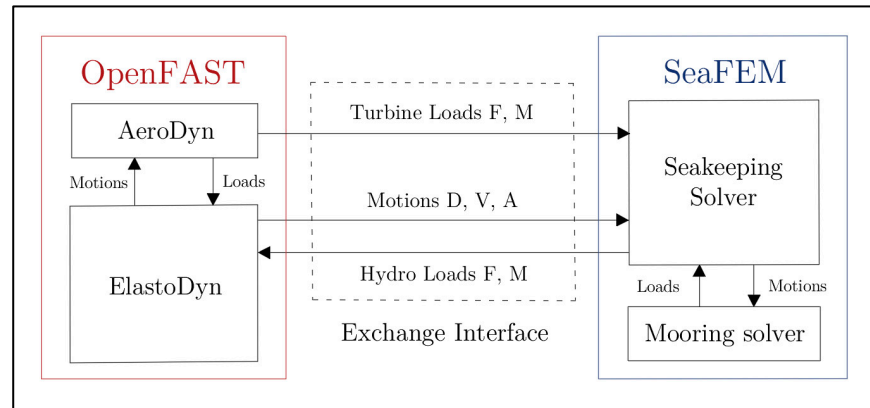 OpenFAST
SeaFEM
AeroDyn
Turbine Loads F, M
Seakeeping
Solver
Motions
Loads
Motions D, V, A
ElastoDyn
Hydro Loads F, M
Loads
Motions
Exchange Interface
Mooring solver